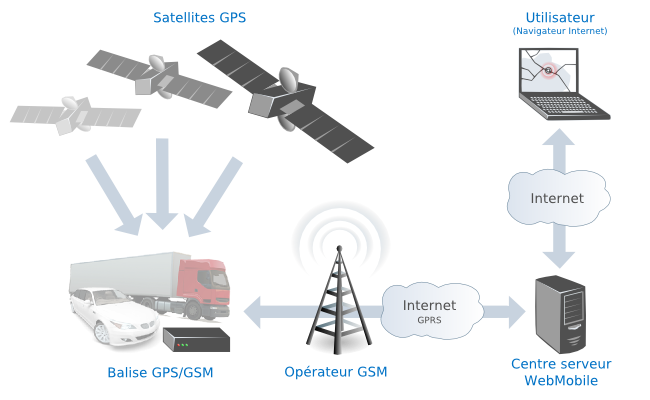 Satellites GPS
Utilisateur
(Navigateur Internet)
Internet
Internet
GPRS
Balise GPS/GSM
Opérateur GSM
Centre serveur
WebMobile